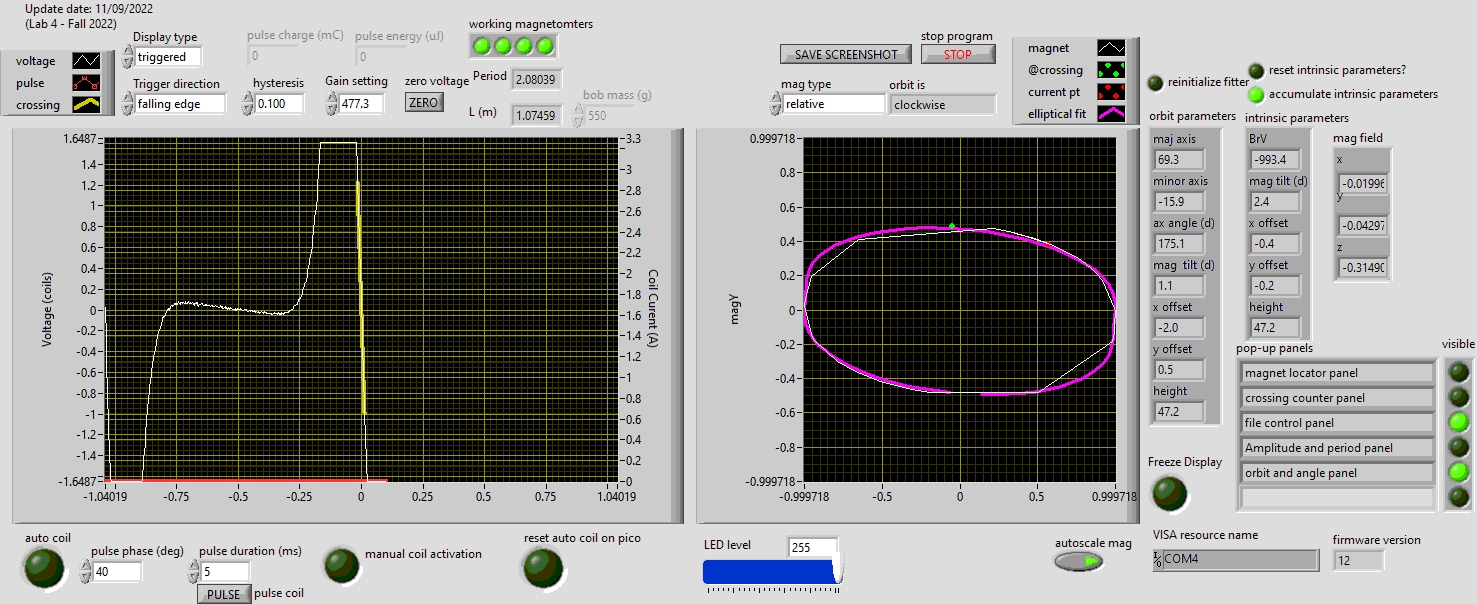 Update date: 11/09/2022
(Lab 4 - Fall 2022)
voltage
pulse
crossing
Display type
triggered
Trigger direction
falling edge
pulse charge (mC)
0
pulse energy (uJ)
0
hysteresis
0.100
Gain setting
477.3
zero voltage
ZERO
working magnetomters
Period
2.08039
L (m)
1.07459
bob mass (g)
550
SAVE SCREENSHOT
stop program
STOP
mag type
relative
orbit is
clockwise
magnet
@crossing
current pt
elliptical fit
reinitialize fitter
reset intrinsic parameters?
accumulate intrinsic parameters
orbit parameters
maj axis
69.3
minor axis
-15.9
ax angle (d)
175.1
mag tilt (d)
1.1
x offset
-2.0
y offset
0.5
height
47.2
intrinsic parameters
BrV
-993.4
mag tilt (d)
2.4
x offset
-0.4
y offset
-0.2
height
47.2
mag field
x
-0.01996
y
-0.04297
z
-0.3149
Voltage (coils)
1.6487
1.4
1.2
1
0.8
0.6
0.4
0.2
0
-0.2
-0.4
-0.6
-0.8
-1
-1.2
-1.4
-1.6487
-1.04019
-0.75
-0.5
-0.25
0
0.25
0.5
0.75
1.04019
3.3
3
2.8
2.6
2.4
2.2
2
1.8
1.6
1.4
1.2
1
0.8
0.6
0.4
0.2
0
Coil Curent (A)
magY
0.999718
0.8
0.6
0.4
0.2
0
-0.2
-0.4
-0.6
-0.8
-0.999718
-0.999718
-0.5
0
0.5
0.999718
pop-up panels
visible
magnet locator panel
crossing counter panel
file control panel
Amplitude and period panel
orbit and angle panel
Freeze Display
auto coil
pulse phase (deg)
40
pulse duration (ms)
5
PULSE
pulse coil
manual coil activation
reset auto coil on pico
LED level
255
autoscale mag
VISA resource name
COM4
firmware version
12